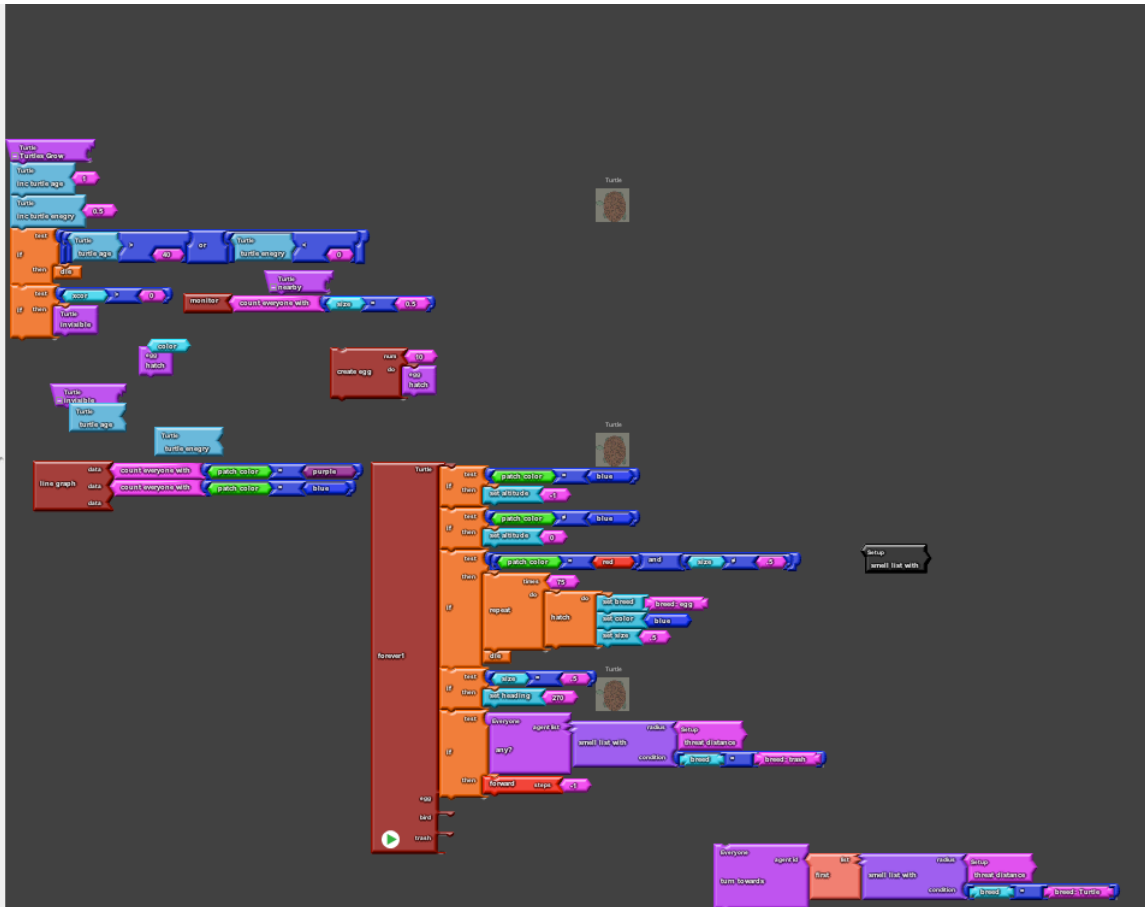 Turtle
Turtles Grow
Turtle
inc turtle age 1
Turtle
inc turtle enegry 0.5
if test Turtle turtle age > 40 or Turtle turtle enegry < 0
then die
if test xcor > 0
then Turtle invisible
Turtle
Turtle
nearby
monitor count everyone with size = 0.5
color
egg
hatch
create egg num 10
do egg hatch
Turtle
invisible
Turtle
turtle age
Turtle
turtle enegry
Turtle
line graph data count everyone with patch color = purple
data count everyone with patch color = blue
data
forever1 Turtle
if test patch color = blue
then set altitude -1
if test patch color ≠ blue
then set altitude 0
if test patch color = red and size ≠ .5
then repeat times 75
do hatch do set breed breed: egg
set color blue
set size .5
die
if test size = .5
then set heading 270
Turtle
if test Everyone any? agent list smell list with radius Setup threat distance
condition breed = breed: trash
then forward steps -1
egg
bird
trash
Setup
smell list with
Everyone
turn towards agent id first list smell list with radius Setup threat distance
condition breed = breed: Turtle